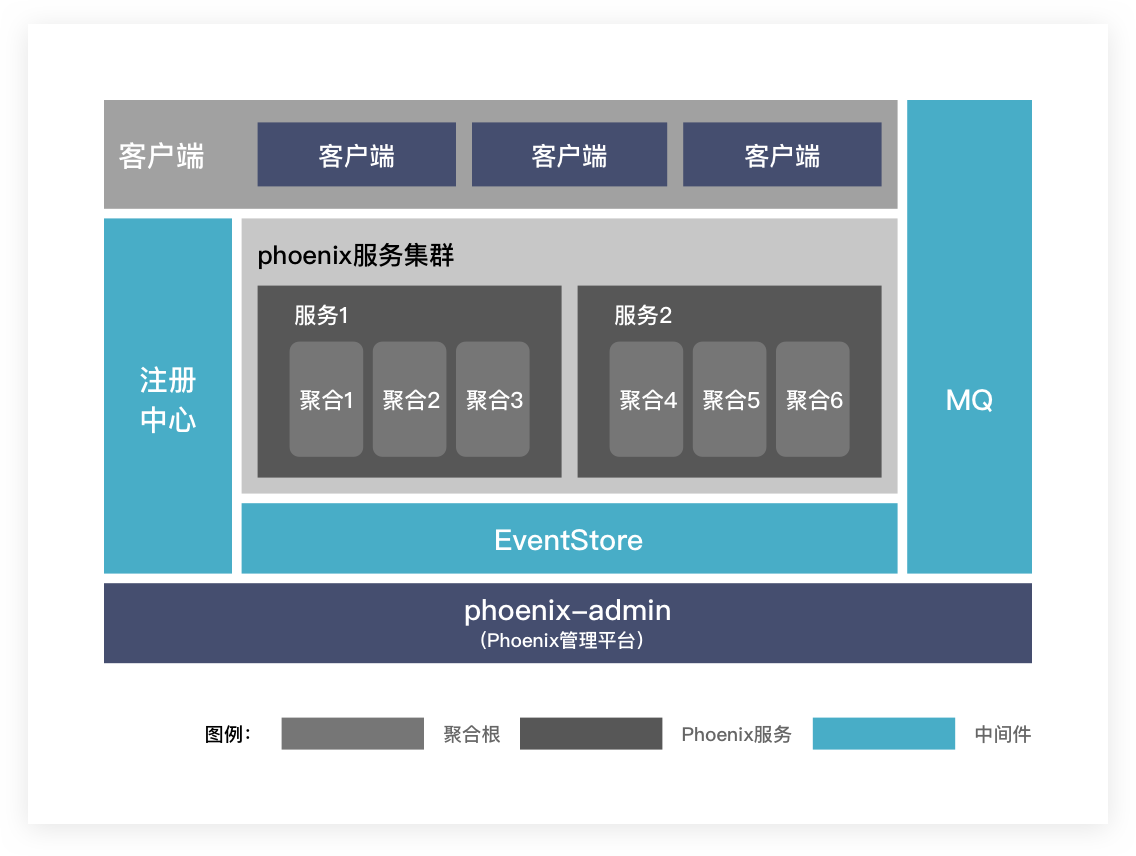 客户端
客户端
客户端
客户端
phoenix服务集群
服务1
聚合1
聚合2
聚合3
服务2
聚合4
聚合5
聚合6
注册
中心
MQ
EventStore
phoenix–admin
（Phoenix管理平台）
图例：
聚合根
Phoenix服务
中间件